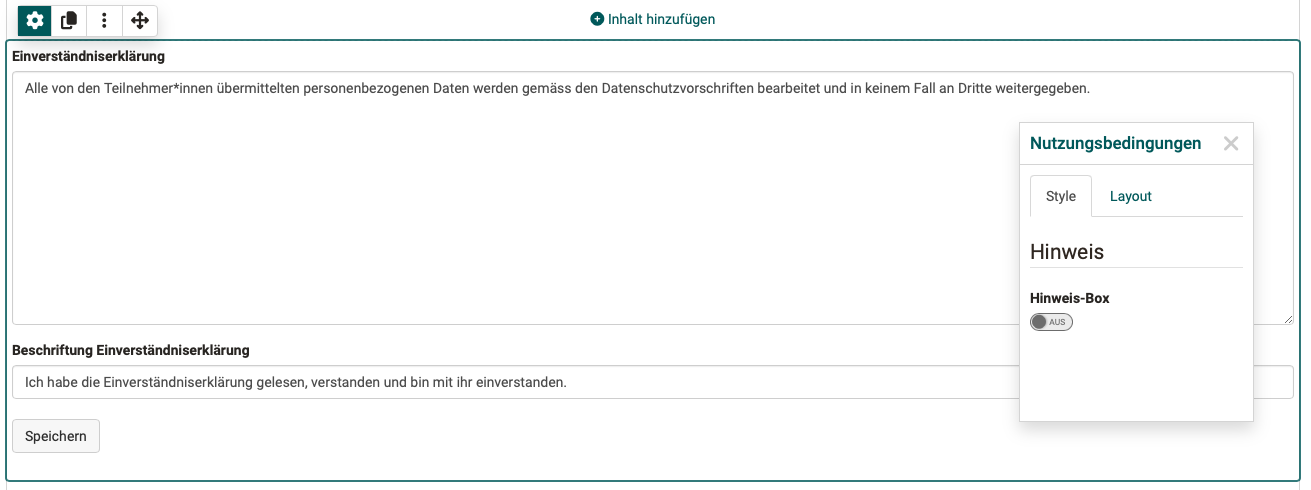 Inhalt hinzufügen
Einverständniserklärung
Alle von den Teilnehmer*innen übermittelten personenbezogenen Daten werden gemäss den Datenschutzvorschriften bearbeitet und in keinem Fall an Dritte weitergegeben.
Nutzungsbedingungen
Style Layout
Hinweis
Hinweis-Box
AUS
Beschriftung Einverständniserklärung
Ich habe die Einverständniserklärung gelesen, verstanden und bin mit ihr einverstanden.
Speichern